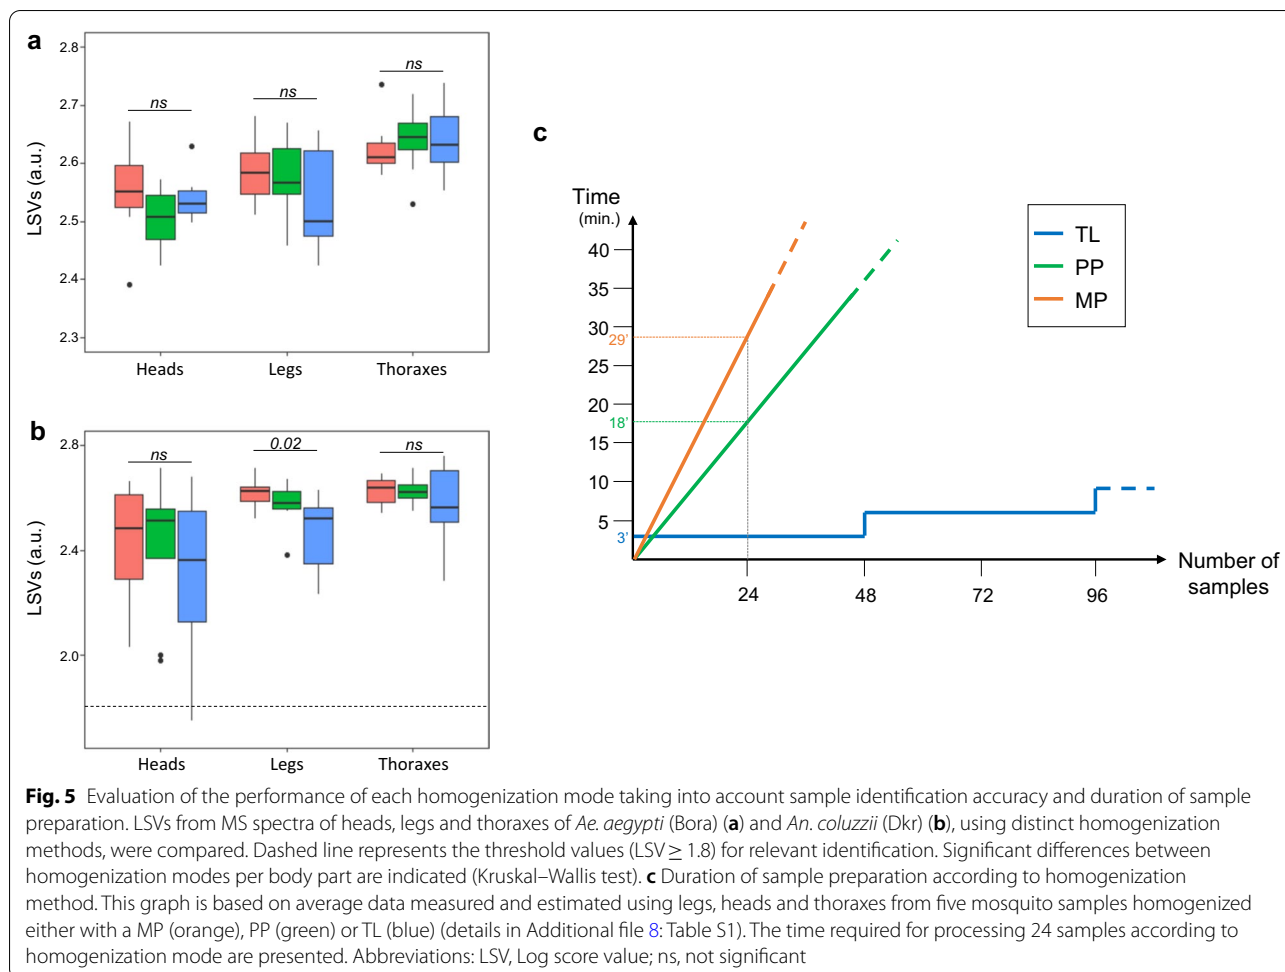 a
2.8
2.7
2.6
2.5
2.4
2.3
LSVs (a.u.)
ns
ns
ns
Heads
Legs
Thoraxes
b
2.8
2.4
2.0
LSVs (a.u.)
ns
0.02
ns
Heads
Legs
Thoraxes
c
Time
(min.)
40
35
30
29'
25
20
18'
15
10
5
3'
24
48
72
96
Number of
samples
TL
PP
MP
Fig. 5 Evaluation of the performance of each homogenization mode taking into account sample identification accuracy and duration of sample
preparation. LSVs from MS spectra of heads, legs and thoraxes of Ae. aegypti (Bora) (a) and An. coluzzii (Dkr) (b), using distinct homogenization
methods, were compared. Dashed line represents the threshold values (LSV ≥ 1.8) for relevant identification. Significant differences between
homogenization modes per body part are indicated (Kruskal–Wallis test). c Duration of sample preparation according to homogenization
method. This graph is based on average data measured and estimated using legs, heads and thoraxes from five mosquito samples homogenized
either with a MP (orange), PP (green) or TL (blue) (details in Additional file 8: Table S1). The time required for processing 24 samples according to
homogenization mode are presented. Abbreviations: LSV, Log score value; ns, not significant